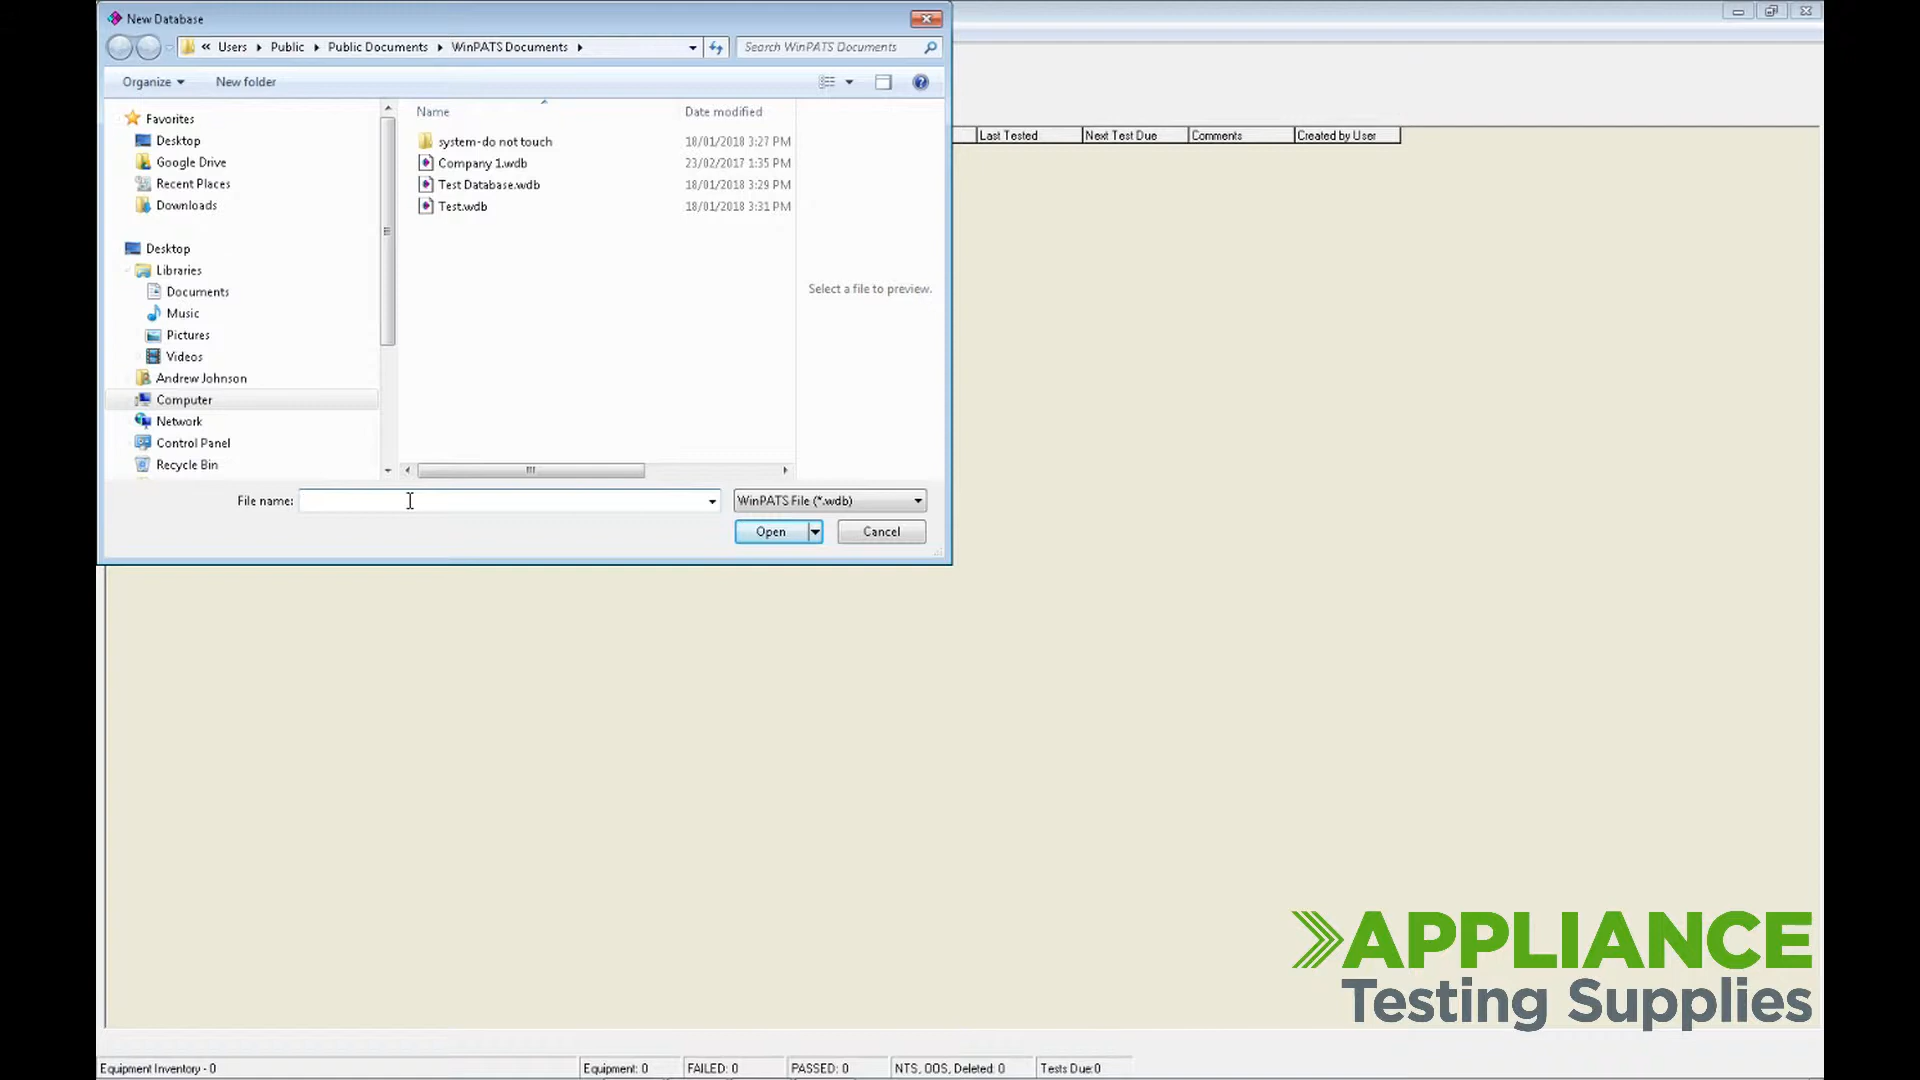 New Database
« Users Public Public Documents WinPATS Documents
Search WinPATS Documents
Organize New folder
Name Date modified
Favorites
Desktop
Google Drive
Recent Places
Downloads
Desktop
Libraries
Documents
Music
Pictures
Videos
Andrew Johnson
Computer
Network
Control Panel
Recycle Bin
system-do not touch 18/01/2018 3:27 PM
Company 1.wdb 23/02/2017 1:35 PM
Test Database.wdb 18/01/2018 3:29 PM
Test.wdb 18/01/2018 3:31 PM
Select a file to preview.
File name:
WinPATS File (*.wdb)
Open Cancel
Last Tested Next Test Due Comments Created by User
APPLIANCE
Testing Supplies
Equipment Inventory - 0 Equipment: 0 FAILED: 0 PASSED: 0 NTS, OOS, Deleted: 0 Tests Due:0